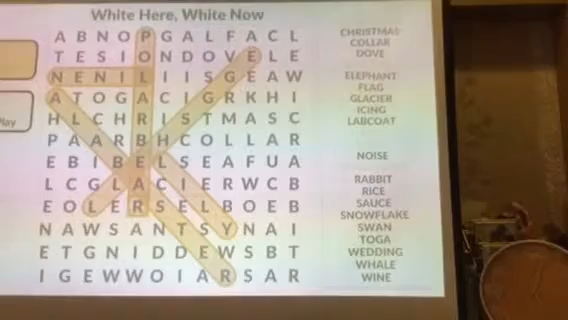 White Here, White Now
A B N O P G A L F A C L
T E S I O N D O V E L E
N E N I L I I S G E A W
A T O G A C I G R K H I
H L C H R I S T M A S C
P A A R B H C O L L A R
E B I B E L S E A F U A
L C G L A C I E R W C B
E O L E R S E L B O E B
N A W S A N T S Y N A I
E T G N I D D E W S B T
I G E W W O I A R S A R
CHRISTMAS
COLLAR
DOVE
ELEPHANT
FLAG
GLACIER
ICING
LABCOAT
NOISE
RABBIT
RICE
SAUCE
SNOWFLAKE
SWAN
TOGA
WEDDING
WHALE
WINE
Play